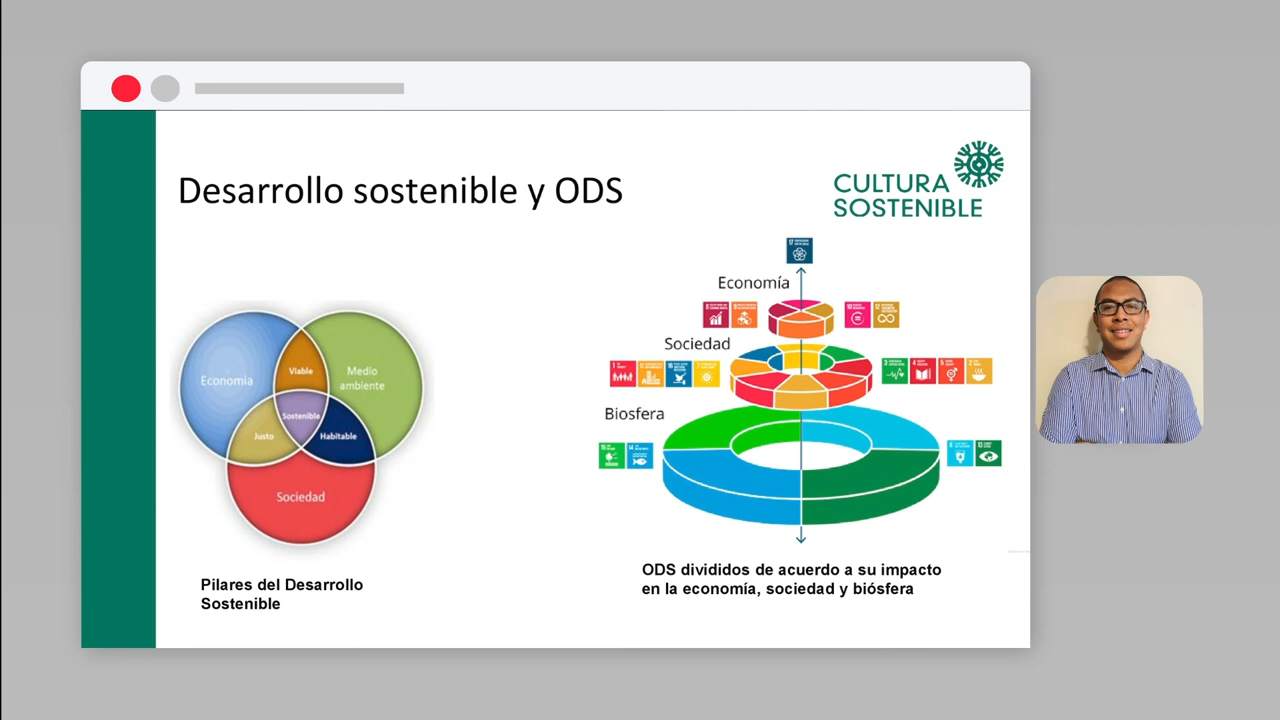 Desarrollo sostenible y ODS
CULTURA
SOSTENIBLE
Economía
Viable
Medio
ambiente
Sostenible
Justo
Habitable
Sociedad
Pilares del Desarrollo
Sostenible
17
Economía
Sociedad
Biosfera
ODS divididos de acuerdo a su impacto
en la economía, sociedad y biósfera